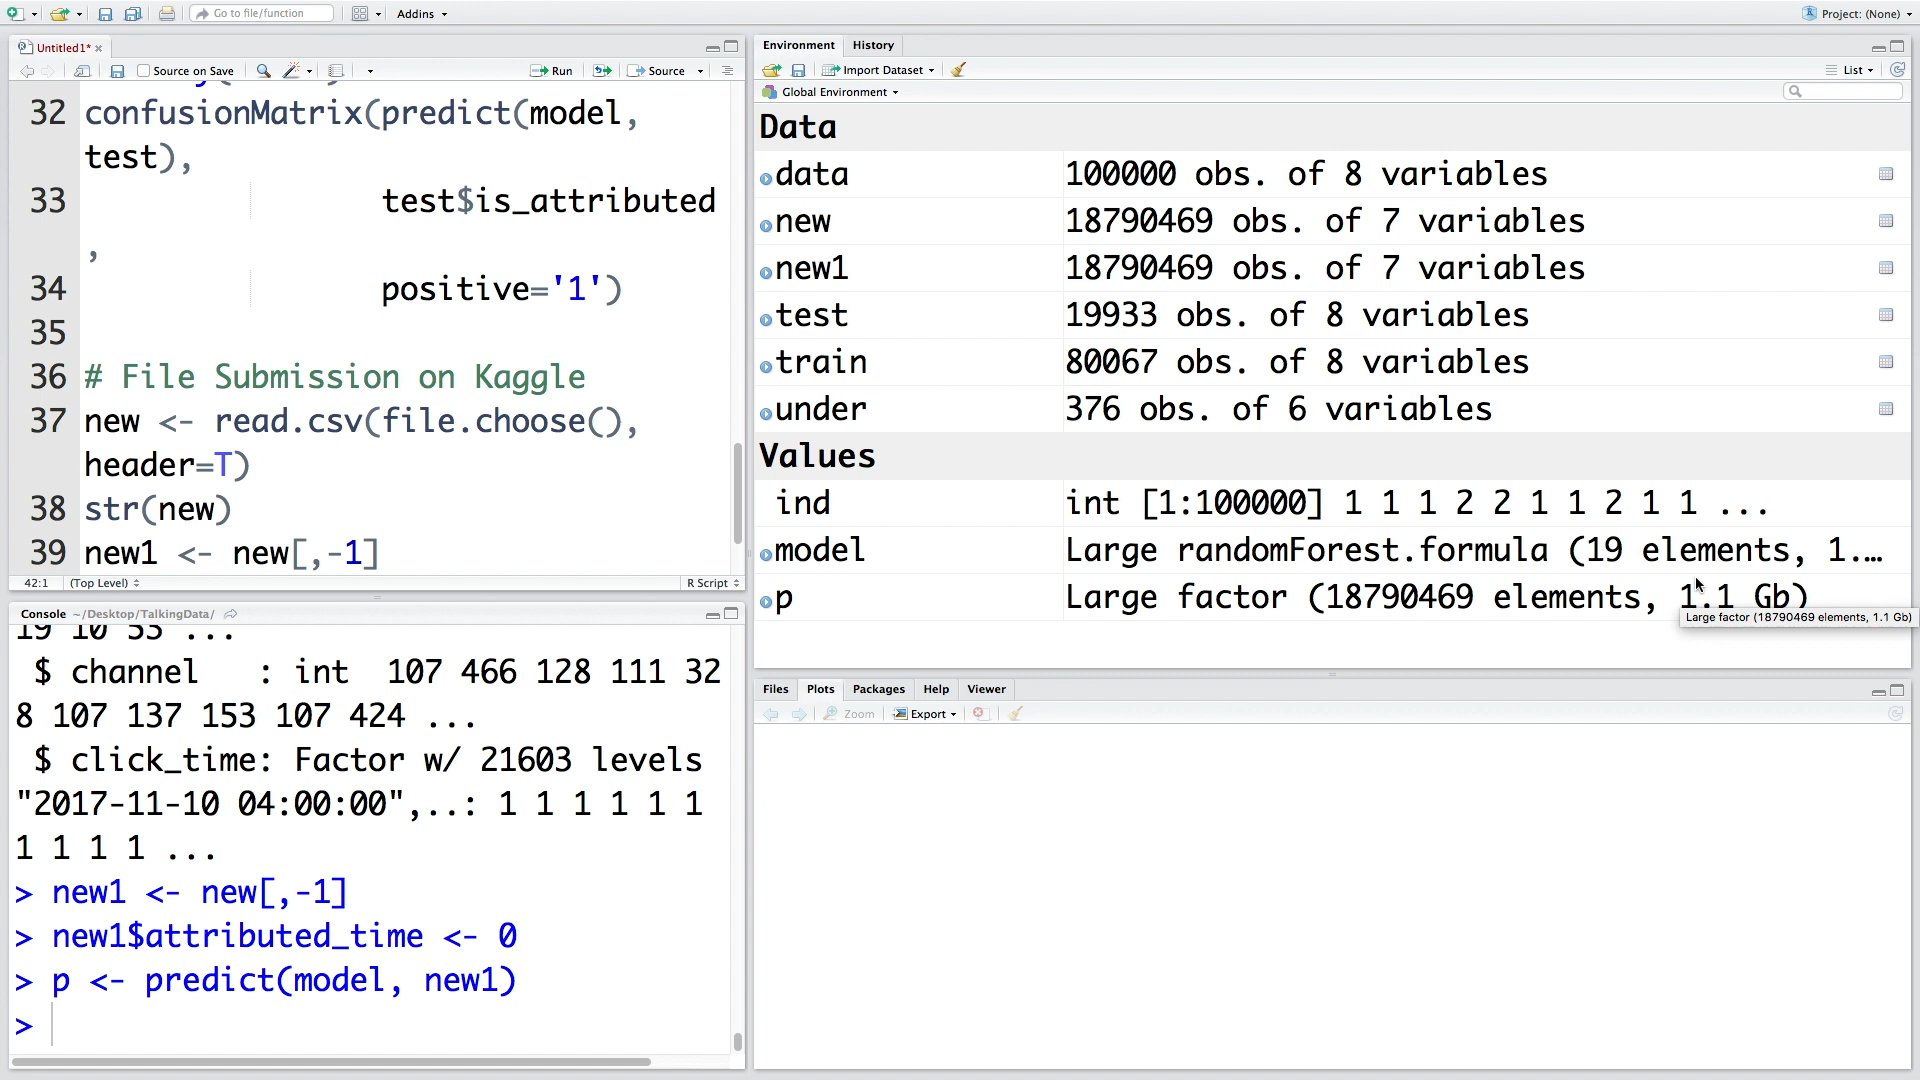 Go to file/function
Addins
Project: (None)
Untitled1*
Source on Save
Run
Source
32 confusionMatrix(predict(model,
test),
33 test$is_attributed
,
34 positive='1')
35
36 # File Submission on Kaggle
37 new <- read.csv(file.choose(),
header=T)
38 str(new)
39 new1 <- new[,-1]
42:1 (Top Level) R Script
Console ~/Desktop/TalkingData/
19 10 53 ...
$ channel : int 107 466 128 111 32
8 107 137 153 107 424 ...
$ click_time: Factor w/ 21603 levels
"2017-11-10 04:00:00",..: 1 1 1 1 1 1
1 1 1 1 ...
> new1 <- new[,-1]
> new1$attributed_time <- 0
> p <- predict(model, new1)
>
Environment History
Import Dataset
List
Global Environment
Data
data 100000 obs. of 8 variables
new 18790469 obs. of 7 variables
new1 18790469 obs. of 7 variables
test 19933 obs. of 8 variables
train 80067 obs. of 8 variables
under 376 obs. of 6 variables
Values
ind int [1:100000] 1 1 1 2 2 1 1 2 1 1 ...
model Large randomForest.formula (19 elements, 1.…
p Large factor (18790469 elements, 1.1 Gb)
Large factor (18790469 elements, 1.1 Gb)
Files Plots Packages Help Viewer
Zoom Export